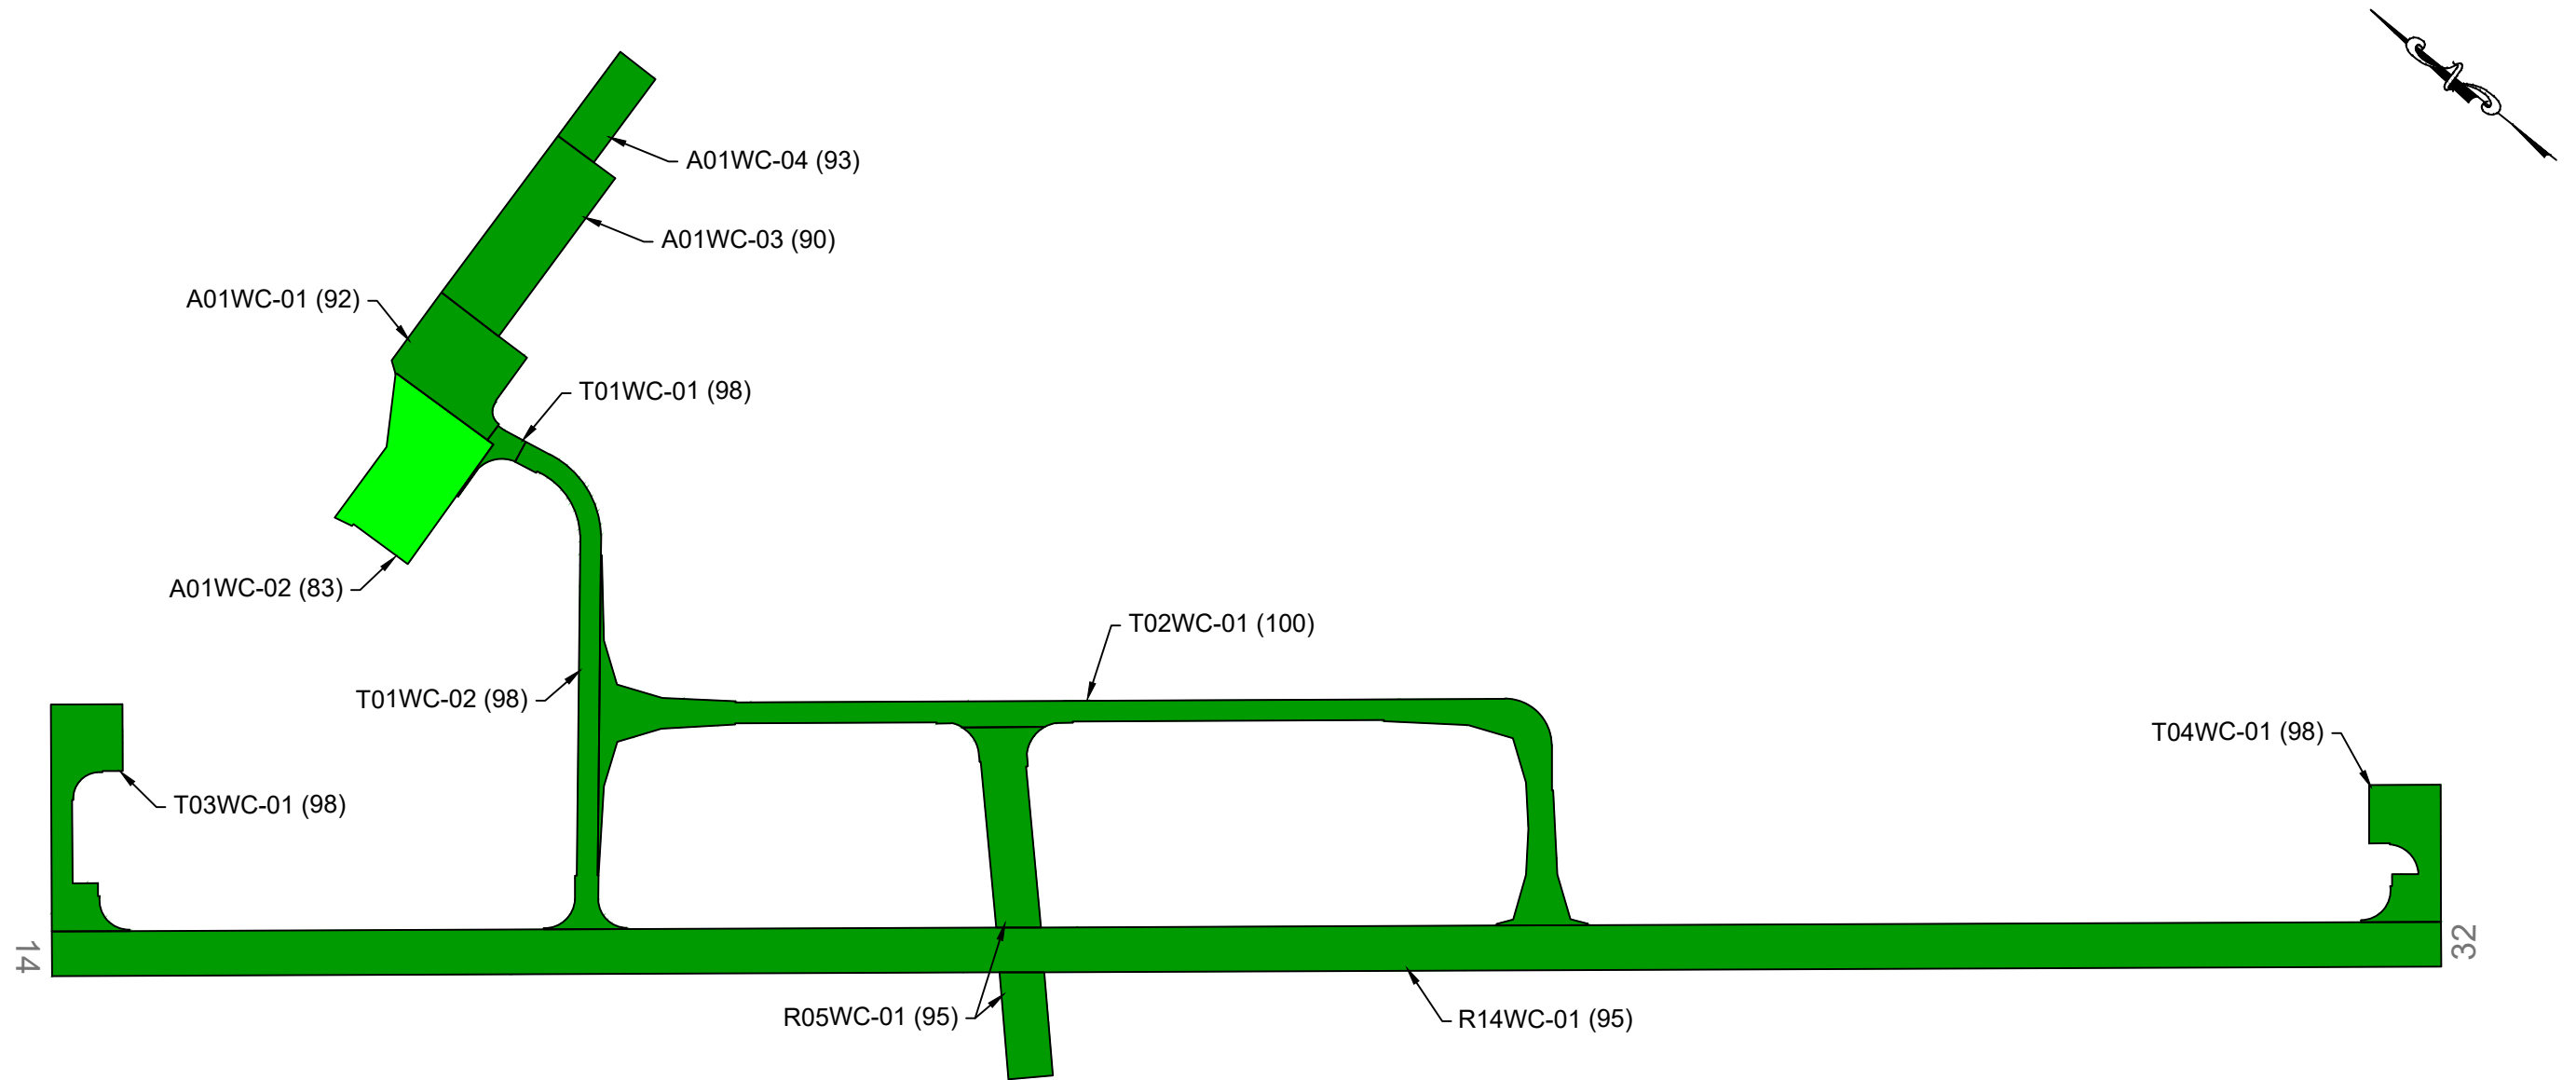 A01WC-04 (93)
A01WC-03 (90)
A01WC-01 (92)
T01WC-01 (98)
A01WC-02 (83)
T02WC-01 (100)
T01WC-02 (98)
T04WC-01 (98)
T03WC-01 (98)
14
32
R05WC-01 (95)
R14WC-01 (95)